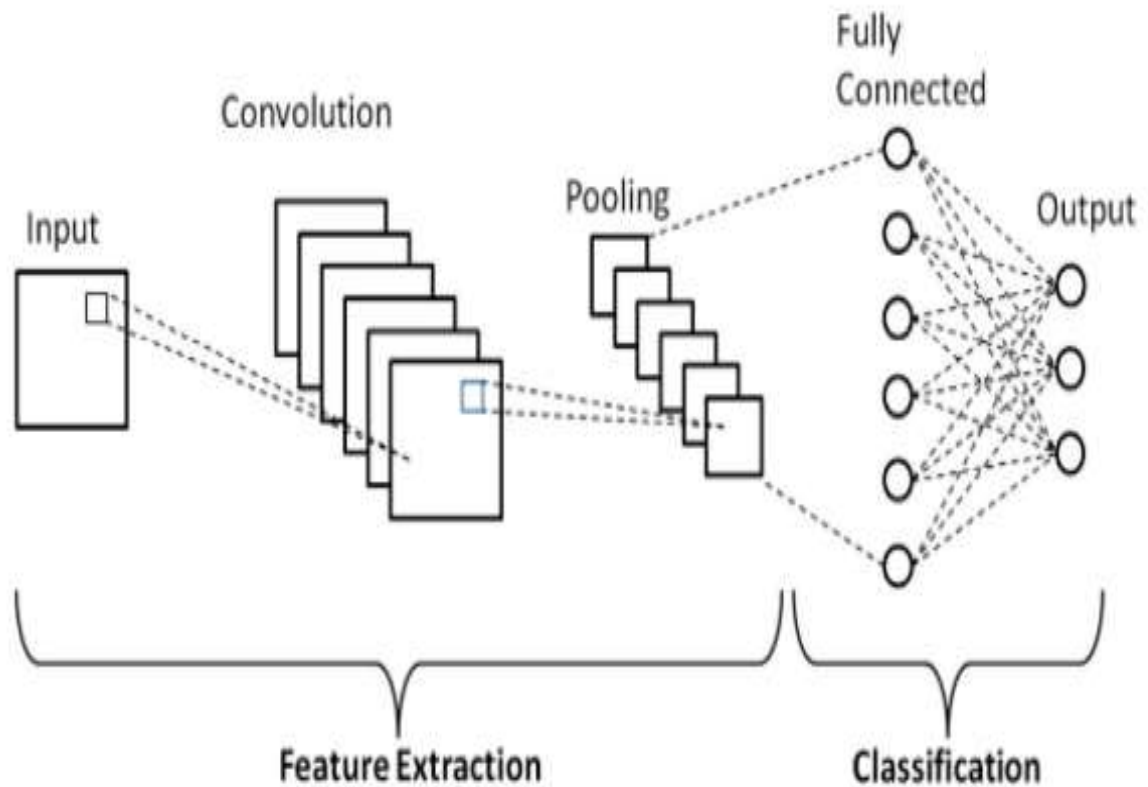 Input
Convolution
Pooling
Fully
Connected
Output
Feature Extraction
Classification